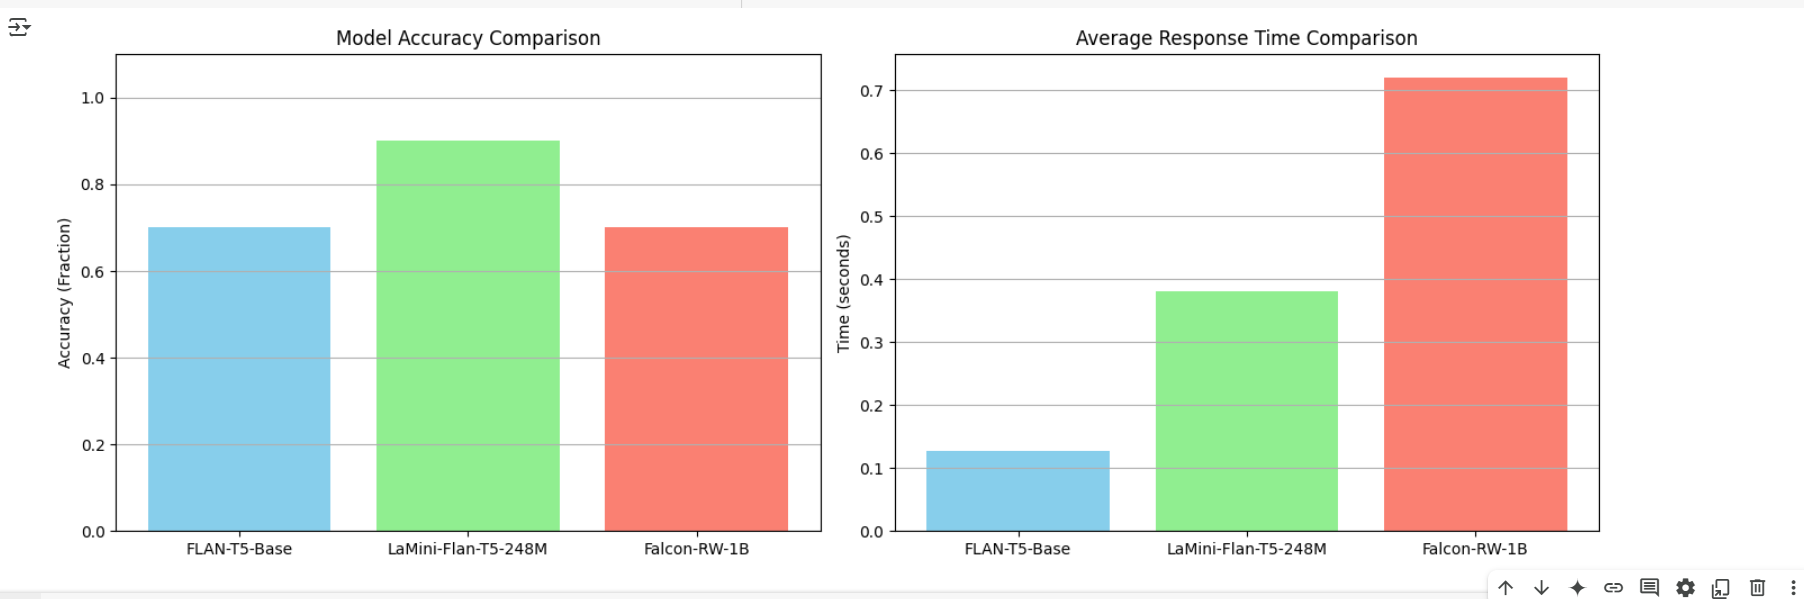 Model Accuracy Comparison
Accuracy (Fraction)
1.0
0.8
0.6
0.4
0.2
0.0
FLAN-T5-Base
LaMini-Flan-T5-248M
Falcon-RW-1B
Average Response Time Comparison
Time (seconds)
0.7
0.6
0.5
0.4
0.3
0.2
0.1
0.0
FLAN-T5-Base
LaMini-Flan-T5-248M
Falcon-RW-1B